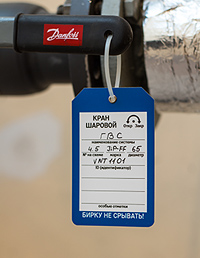 Danfoss
КРАН
ШАРОВОЙ
Откр Закр
ГВС
наименование системы
4.5 JiP-FF 65
№ на схеме марка диаметр
VNT1101
ID (идентификатор)
особые отметки
БИРКУ НЕ СРЫВАТЬ!